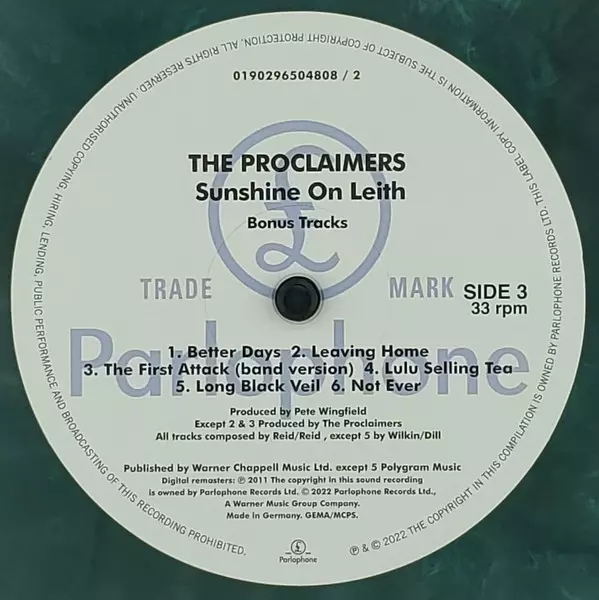 0190296504808 / 2
THE PROCLAIMERS
Sunshine On Leith
Bonus Tracks
£
TRADE MARK
SIDE 3
33 rpm
Parlophone
1. Better Days 2. Leaving Home
3. The First Attack (band version) 4. Lulu Selling Tea
5. Long Black Veil 6. Not Ever
Produced by Pete Wingfield
Except 2 & 3 Produced by The Proclaimers
All tracks composed by Reid/Reid , except 5 by Wilkin/Dill
Published by Warner Chappell Music Ltd. except 5 Polygram Music
Digital remasters: ℗ 2011 The copyright in this sound recording
is owned by Parlophone Records Ltd. © 2022 Parlophone Records Ltd.,
A Warner Music Group Company.
Made in Germany. GEMA/MCPS.
£
Parlophone
℗ & © 2022 THE COPYRIGHT IN THIS COMPILATION IS OWNED BY PARLOPHONE RECORDS LTD. THIS LABEL COPY INFORMATION IS THE SUBJECT OF COPYRIGHT PROTECTION. ALL RIGHTS RESERVED. UNAUTHORISED COPYING, HIRING, LENDING, PUBLIC PERFORMANCE AND BROADCASTING OF THIS RECORDING PROHIBITED.